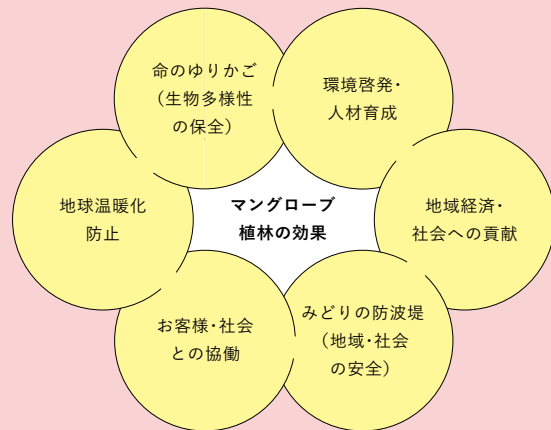 命のゆりかご
（生物多様性
の保全）
環境啓発・
人材育成
地球温暖化
防止
マングローブ
植林の効果
地域経済・
社会への貢献
お客様・社会
との協働
みどりの防波堤
（地域・社会
の安全）